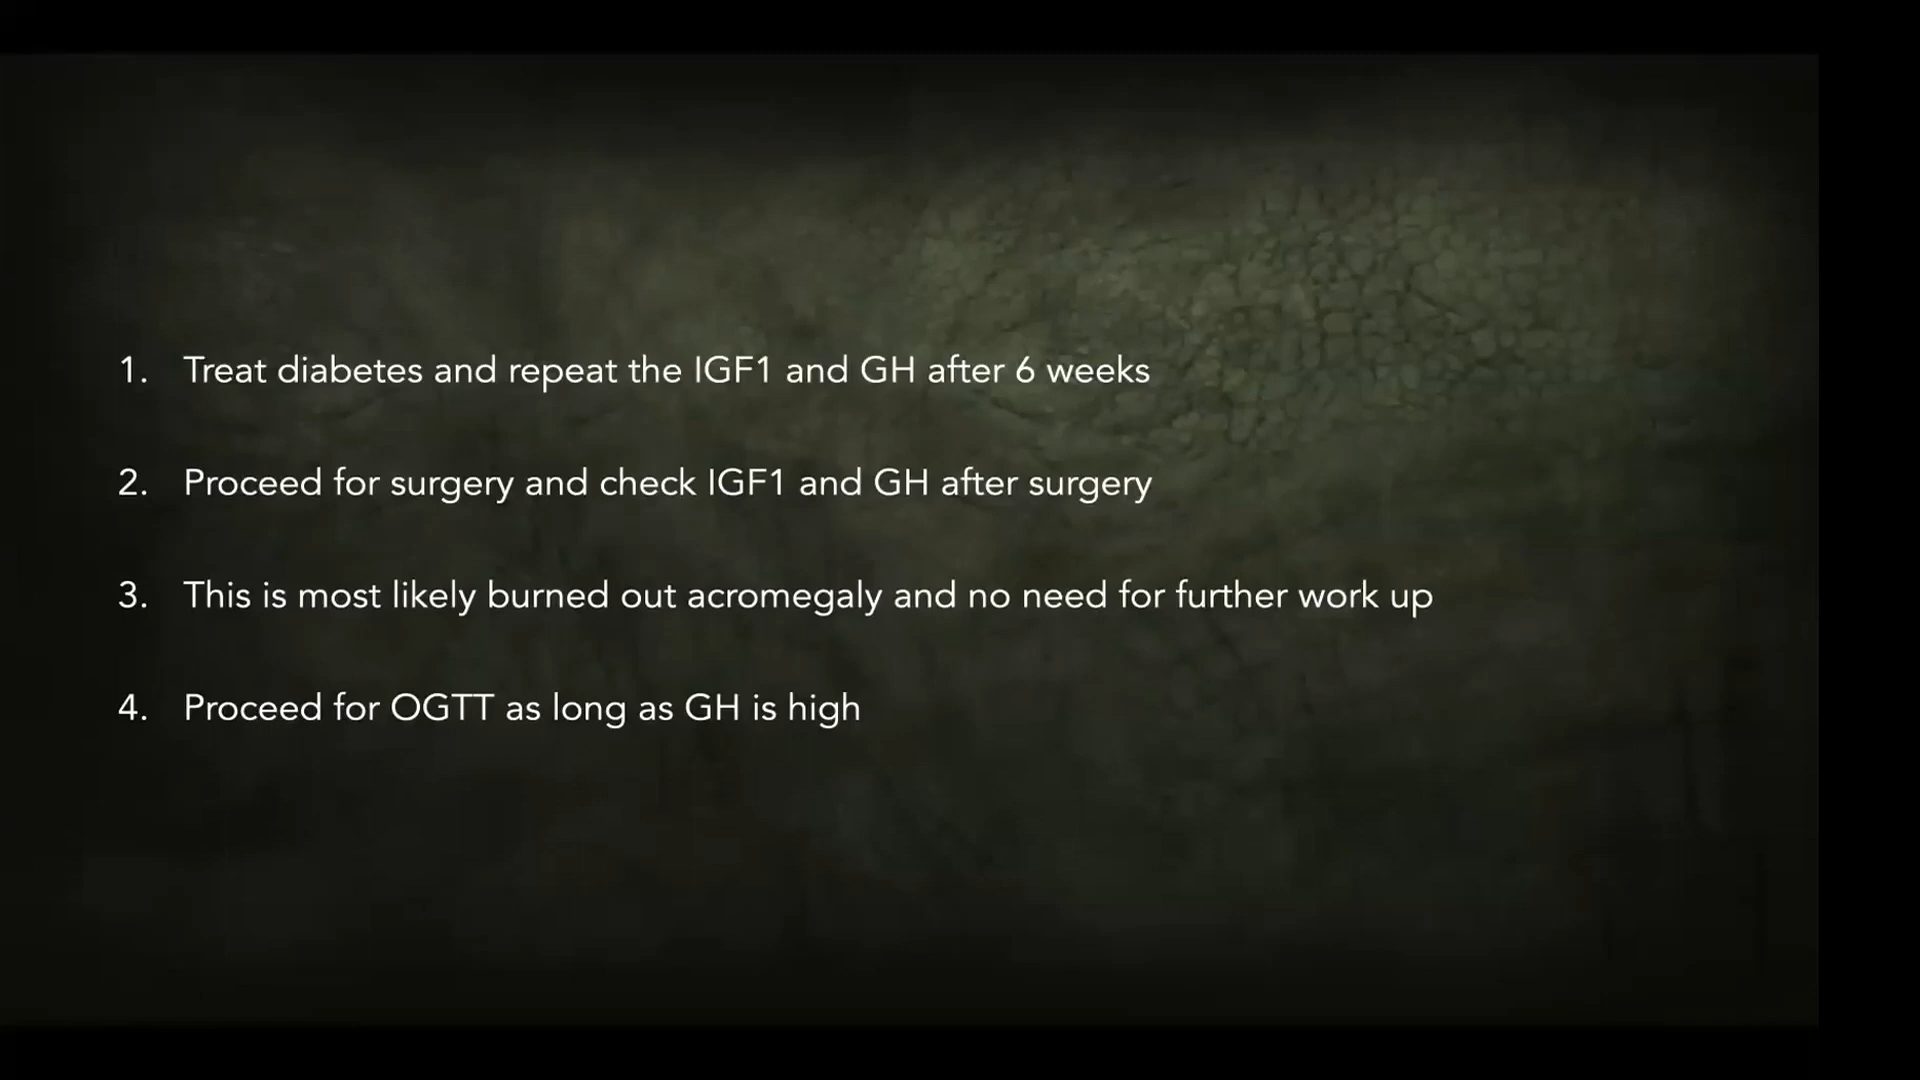 1. Treat diabetes and repeat the IGF1 and GH after 6 weeks
2. Proceed for surgery and check IGF1 and GH after surgery
3. This is most likely burned out acromegaly and no need for further work up
4. Proceed for OGTT as long as GH is high